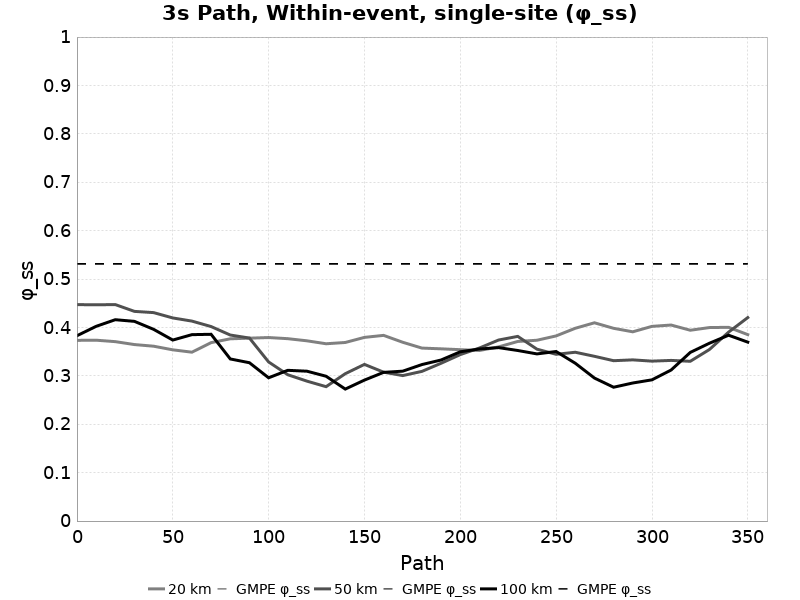 3s Path, Within-event, single-site (φ_ss)
1
0.9
0.8
0.7
0.6
0.5
0.4
0.3
0.2
0.1
0
φ_ss
0 50 100 150 200 250 300 350
Path
20 km GMPE φ_ss 50 km GMPE φ_ss 100 km GMPE φ_ss